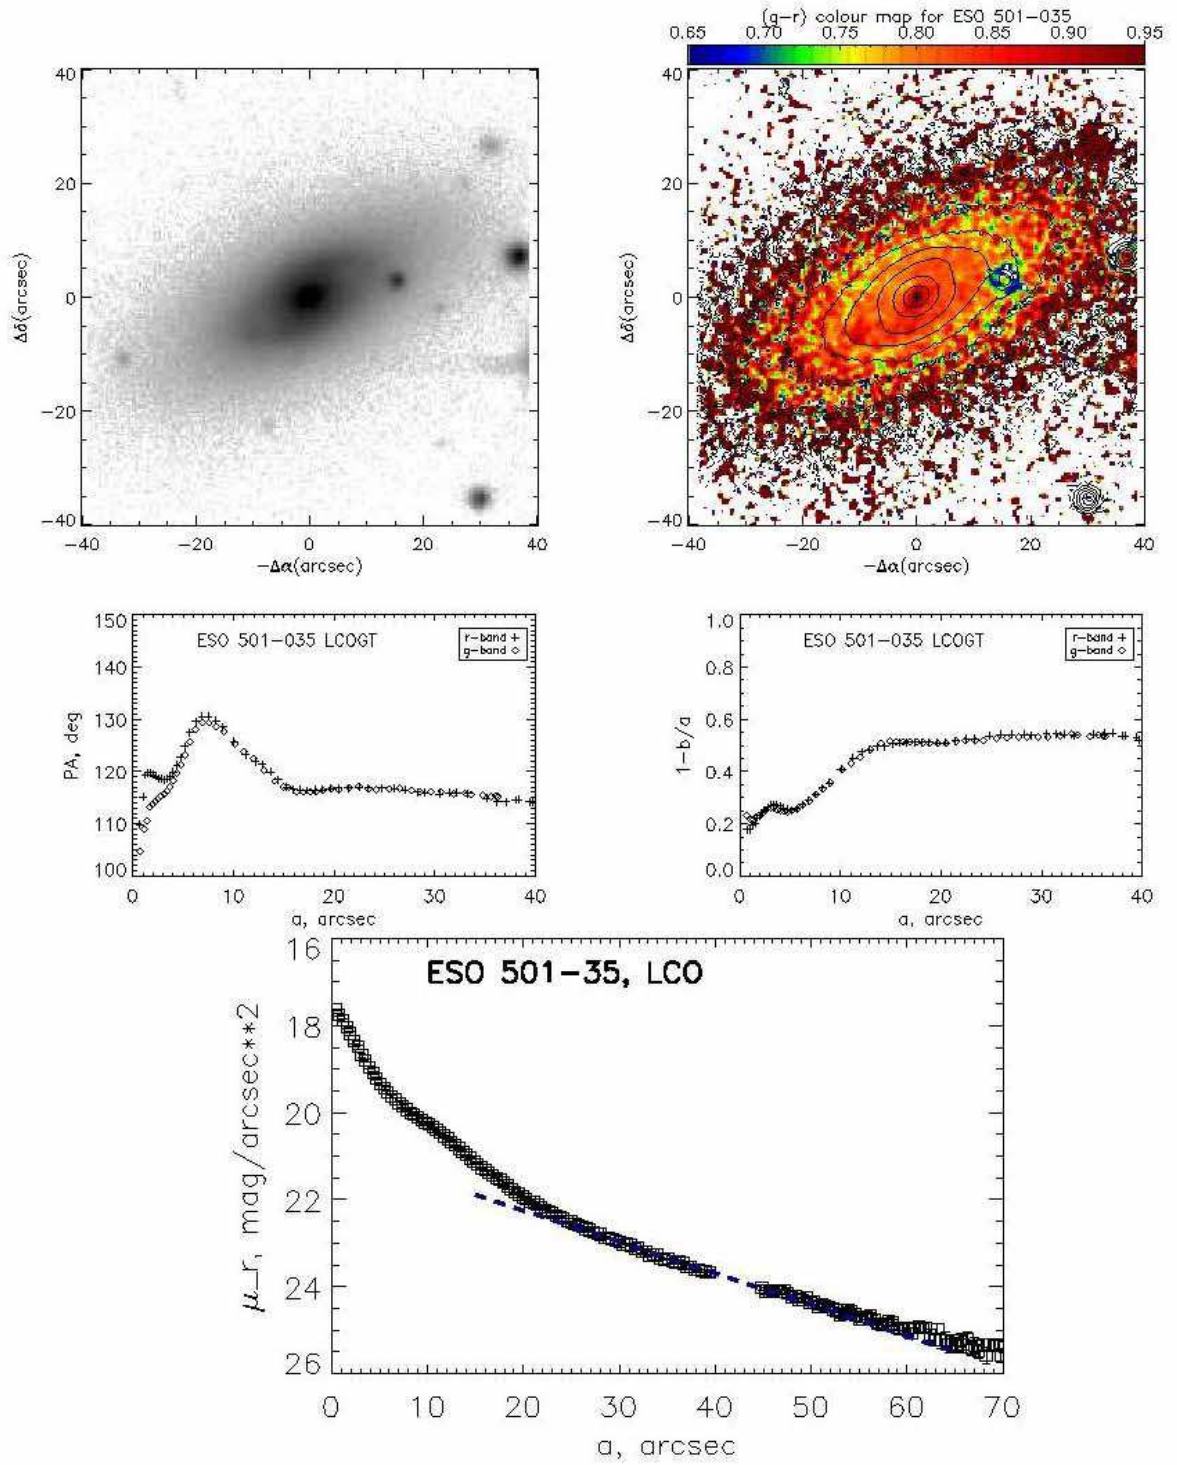 (g-r) colour map for ESO 501-035
0.65 0.70 0.75 0.80 0.85 0.90 0.95
40
20
0
-20
-40
Δδ(arcsec)
-40 -20 0 20 40
-Δα(arcsec)
40
20
0
-20
-40
Δδ(arcsec)
-40 -20 0 20 40
-Δα(arcsec)
150
140
130
120
110
100
PA, deg
ESO 501-035 LCOGT
r-band +
g-band ◇
0 10 20 30 40
a, arcsec
1.0
0.8
0.6
0.4
0.2
0.0
1-b/a
ESO 501-035 LCOGT
r-band +
g-band ◇
0 10 20 30 40
a, arcsec
ESO 501-35, LCO
16
18
20
22
24
26
μ_r, mag/arcsec**2
0 10 20 30 40 50 60 70
a, arcsec